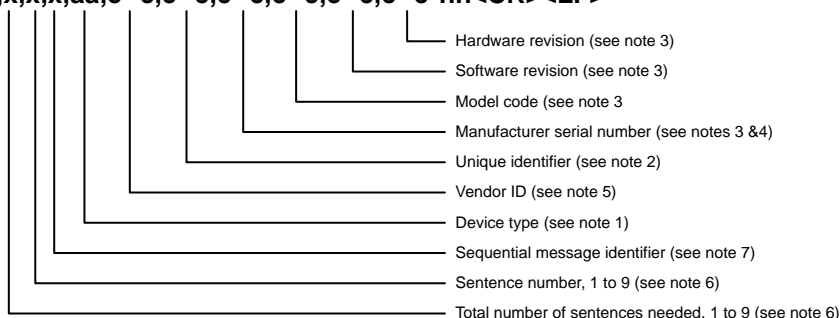 Hardware revision (see note 3)
Software revision (see note 3)
Model code (see note 3
Manufacturer serial number (see notes 3 &4)
Unique identifier (see note 2)
Vendor ID (see note 5)
Device type (see note 1)
Sequential message identifier (see note 7)
Sentence number, 1 to 9 (see note 6)
Total number of sentences needed, 1 to 9 (see note 6)